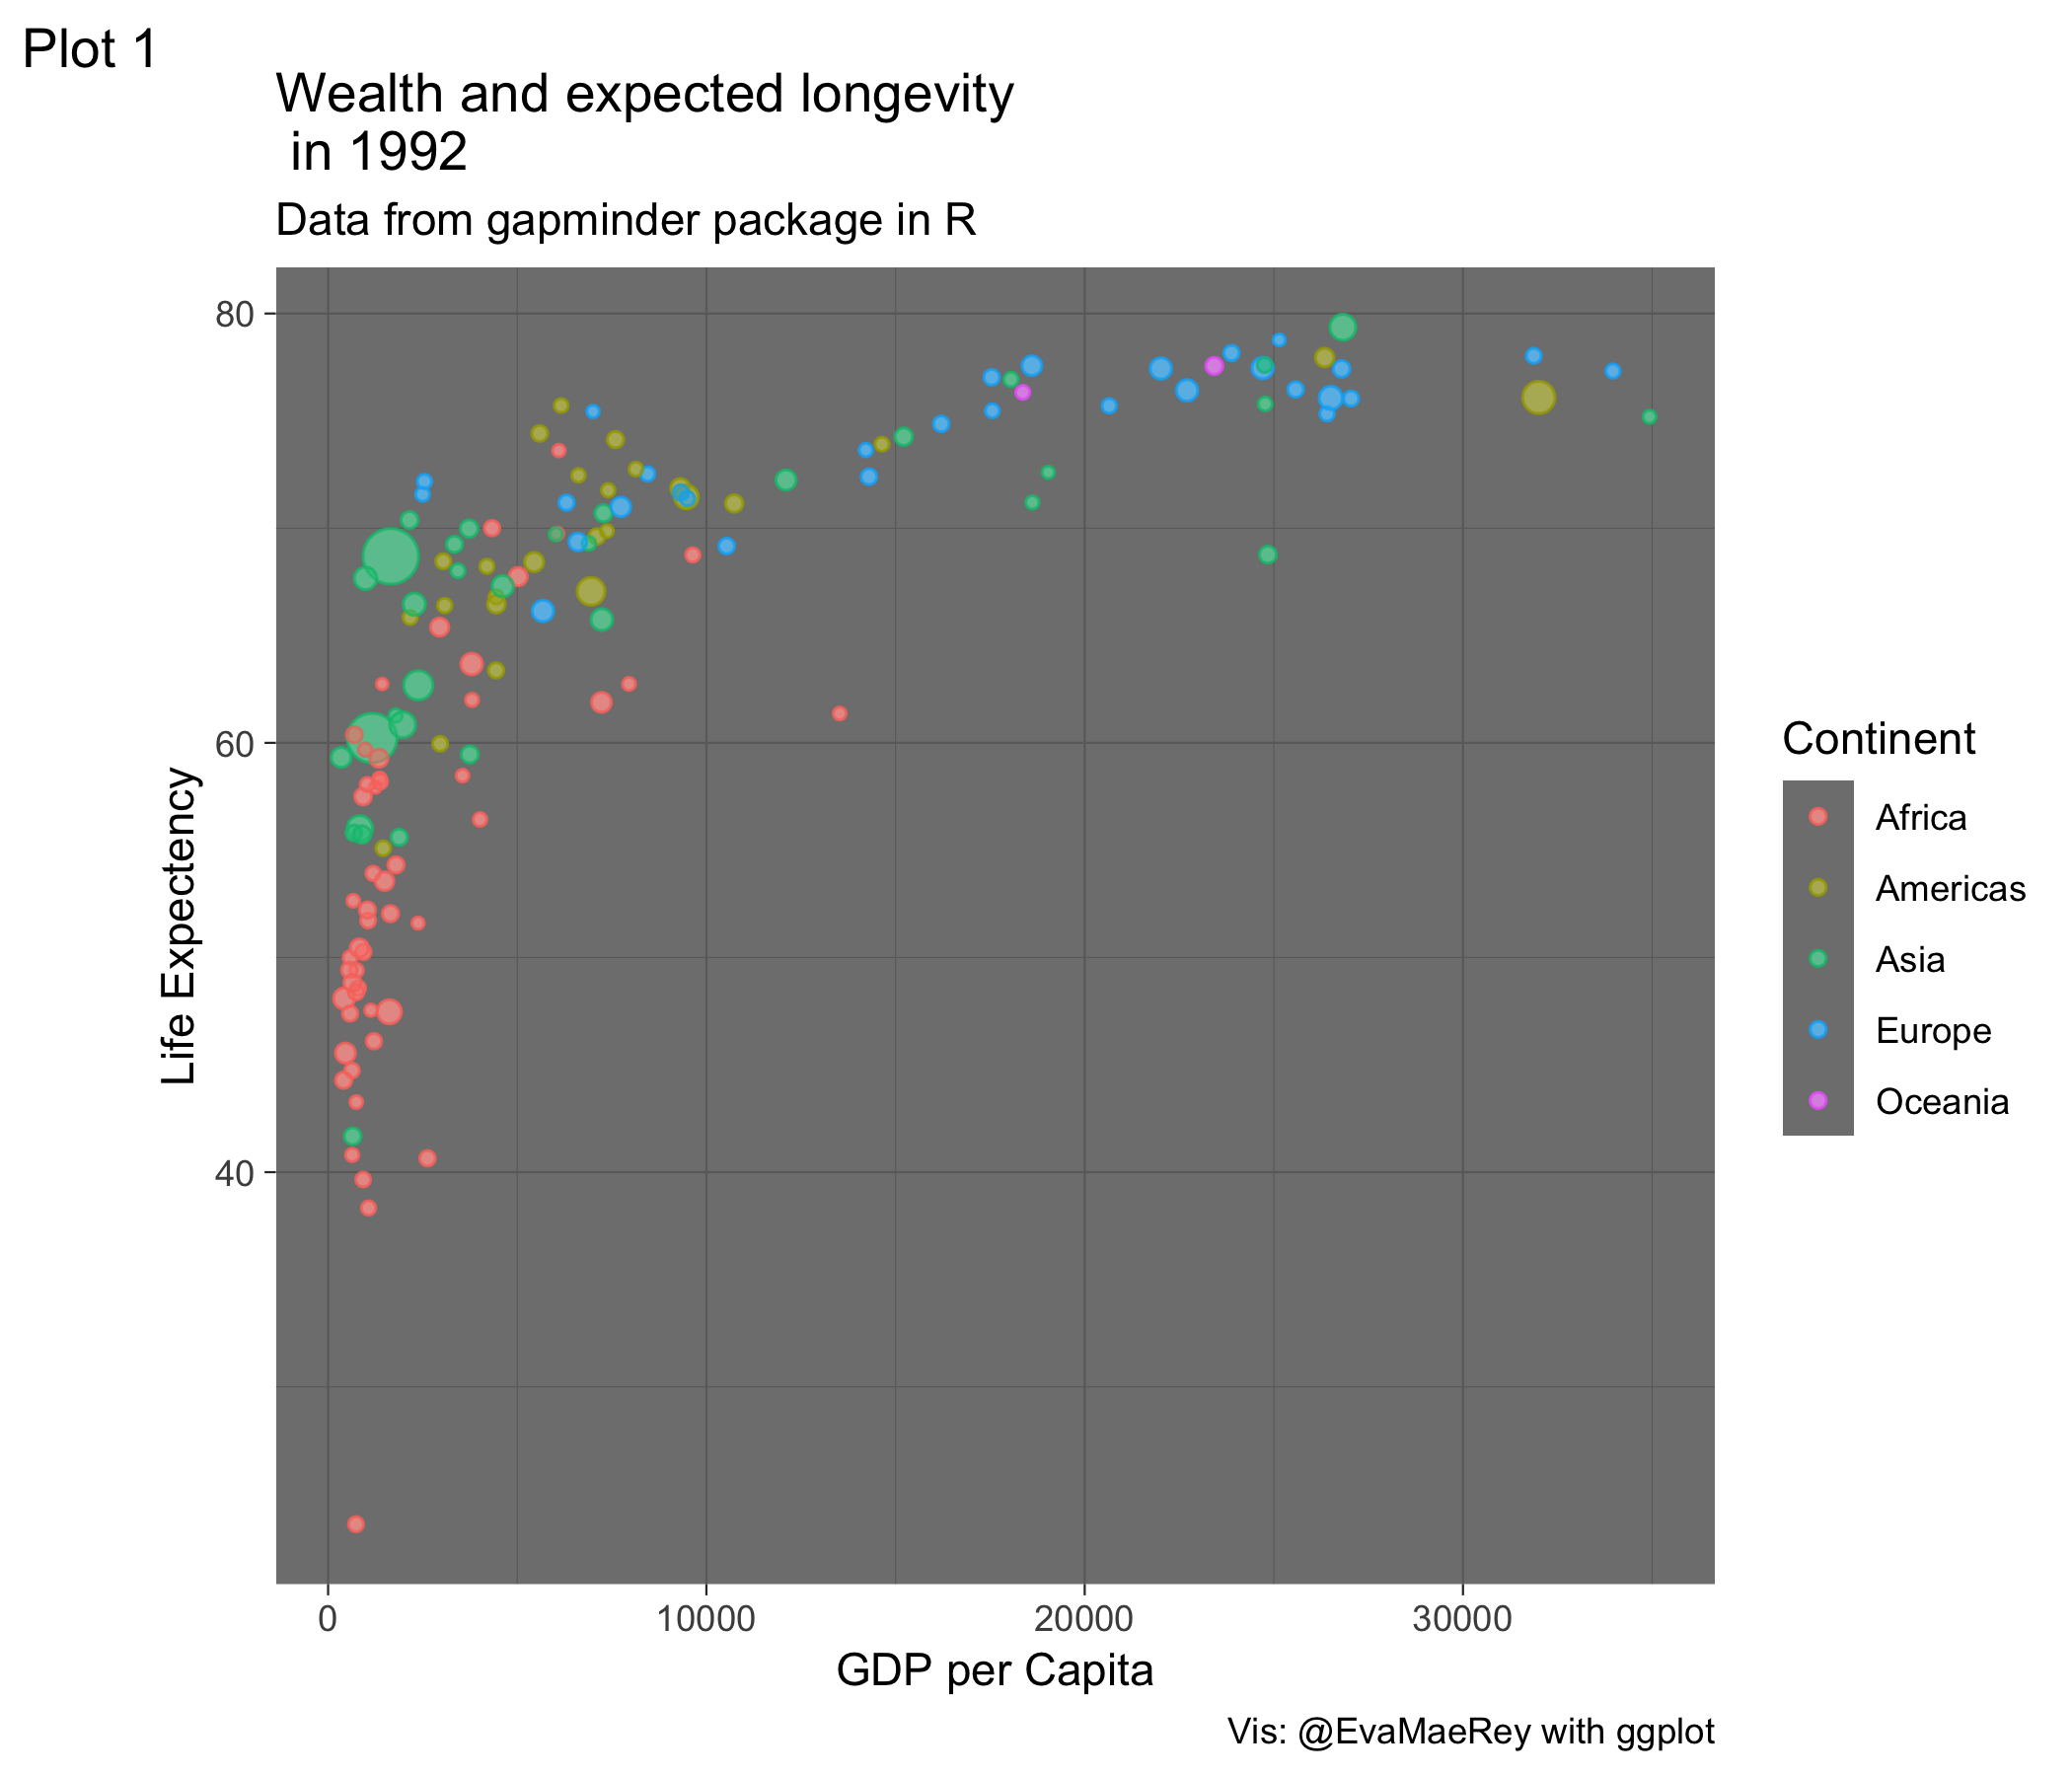 Plot 1
Wealth and expected longevity
in 1992
Data from gapminder package in R
80
60
40
Life Expectency
0 10000 20000 30000
GDP per Capita
Continent
Africa
Americas
Asia
Europe
Oceania
Vis: @EvaMaeRey with ggplot